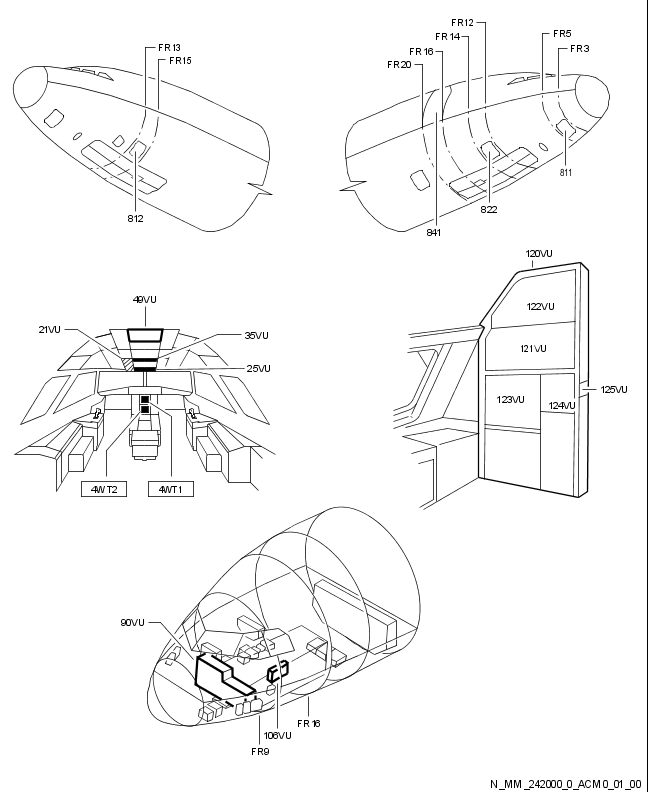 FR13
FR15
812
FR12
FR14
FR16
FR20
FR5
FR3
811
822
841
49VU
21VU
35VU
25VU
4WT2
4WT1
120VU
122VU
121VU
123VU
124VU
125VU
90VU
106VU
FR16
FR9
N_MM_242000_0_ACM0_01_00